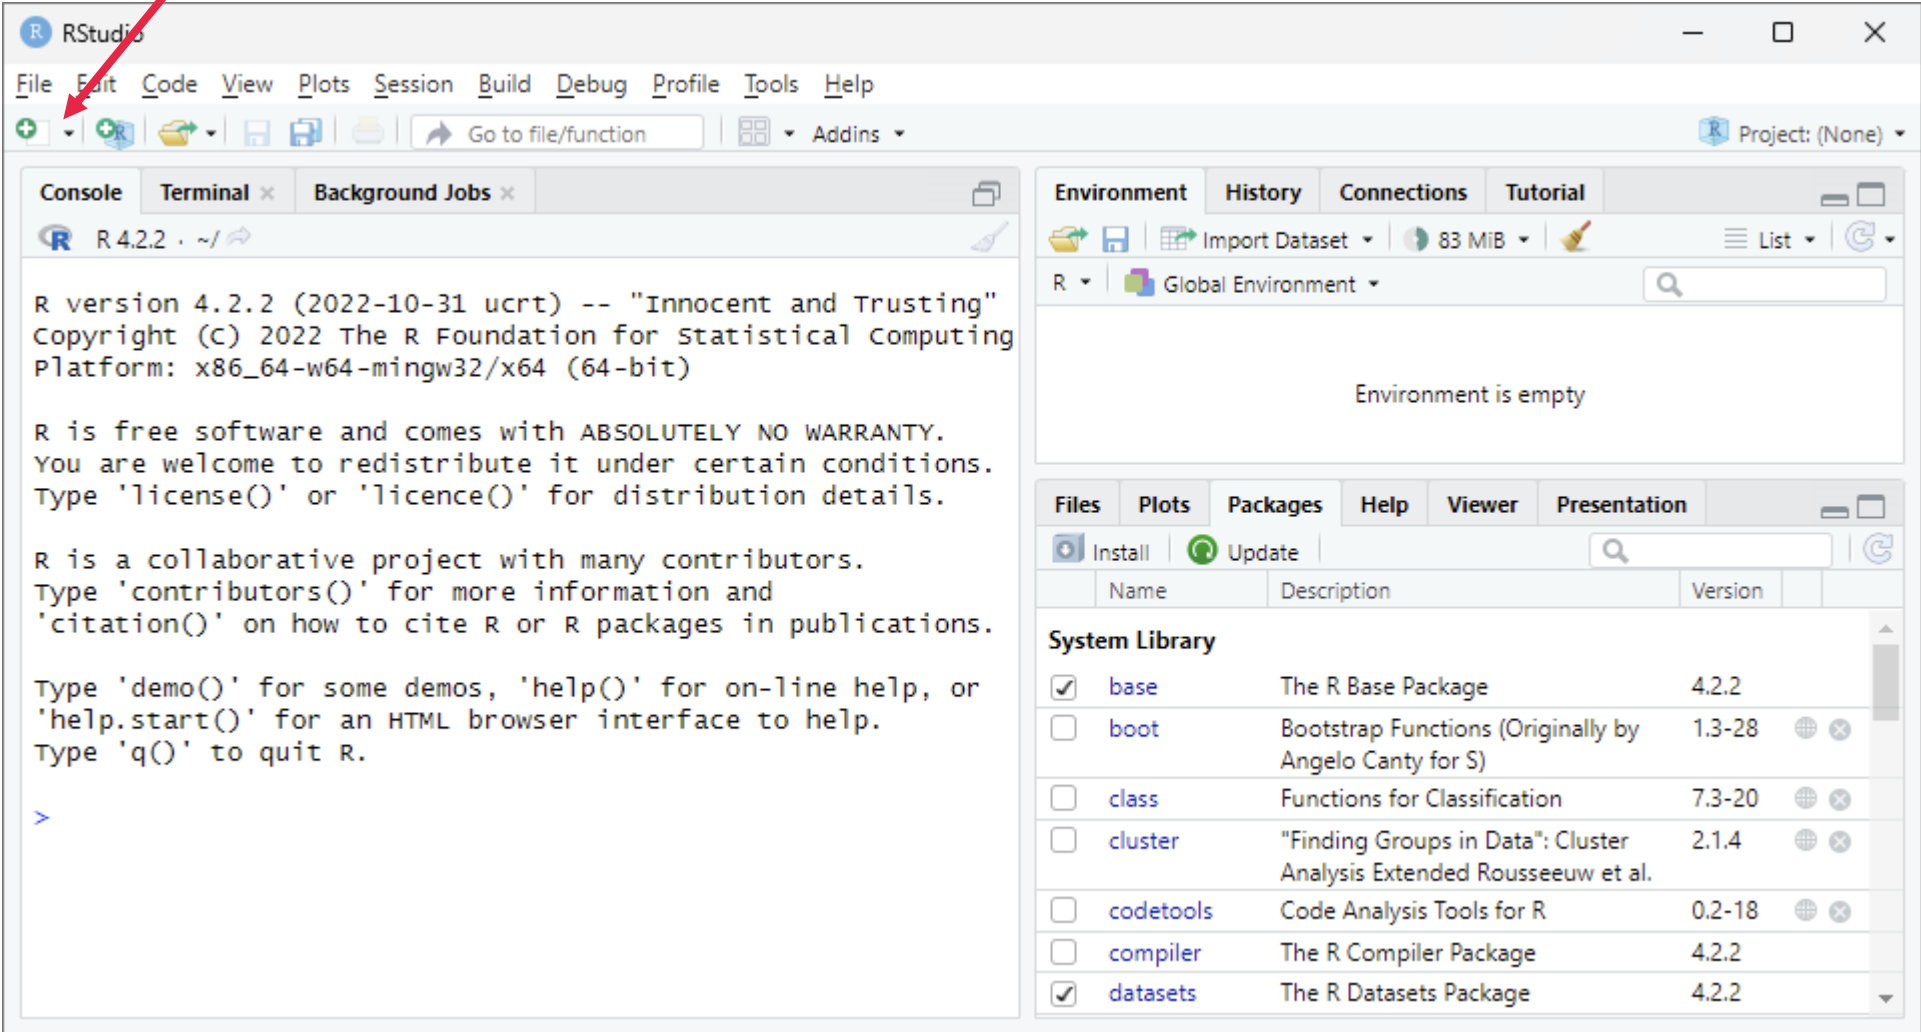 R RStudio
File Edit Code View Plots Session Build Debug Profile Tools Help
R Go to file/function Addins R Project: (None)
Console Terminal Background Jobs
R R 4.2.2 · ~/
R version 4.2.2 (2022-10-31 ucrt) -- "Innocent and Trusting"
Copyright (C) 2022 The R Foundation for Statistical Computing
Platform: x86_64-w64-mingw32/x64 (64-bit)
R is free software and comes with ABSOLUTELY NO WARRANTY.
You are welcome to redistribute it under certain conditions.
Type 'license()' or 'licence()' for distribution details.
R is a collaborative project with many contributors.
Type 'contributors()' for more information and
'citation()' on how to cite R or R packages in publications.
Type 'demo()' for some demos, 'help()' for on-line help, or
'help.start()' for an HTML browser interface to help.
Type 'q()' to quit R.
>
Environment History Connections Tutorial
Import Dataset 83 MiB List
R Global Environment
Environment is empty
Files Plots Packages Help Viewer Presentation
Install Update
Name Description Version
System Library
base The R Base Package 4.2.2
boot Bootstrap Functions (Originally by 1.3-28
Angelo Canty for S)
class Functions for Classification 7.3-20
cluster "Finding Groups in Data": Cluster 2.1.4
Analysis Extended Rousseeuw et al.
codetools Code Analysis Tools for R 0.2-18
compiler The R Compiler Package 4.2.2
datasets The R Datasets Package 4.2.2